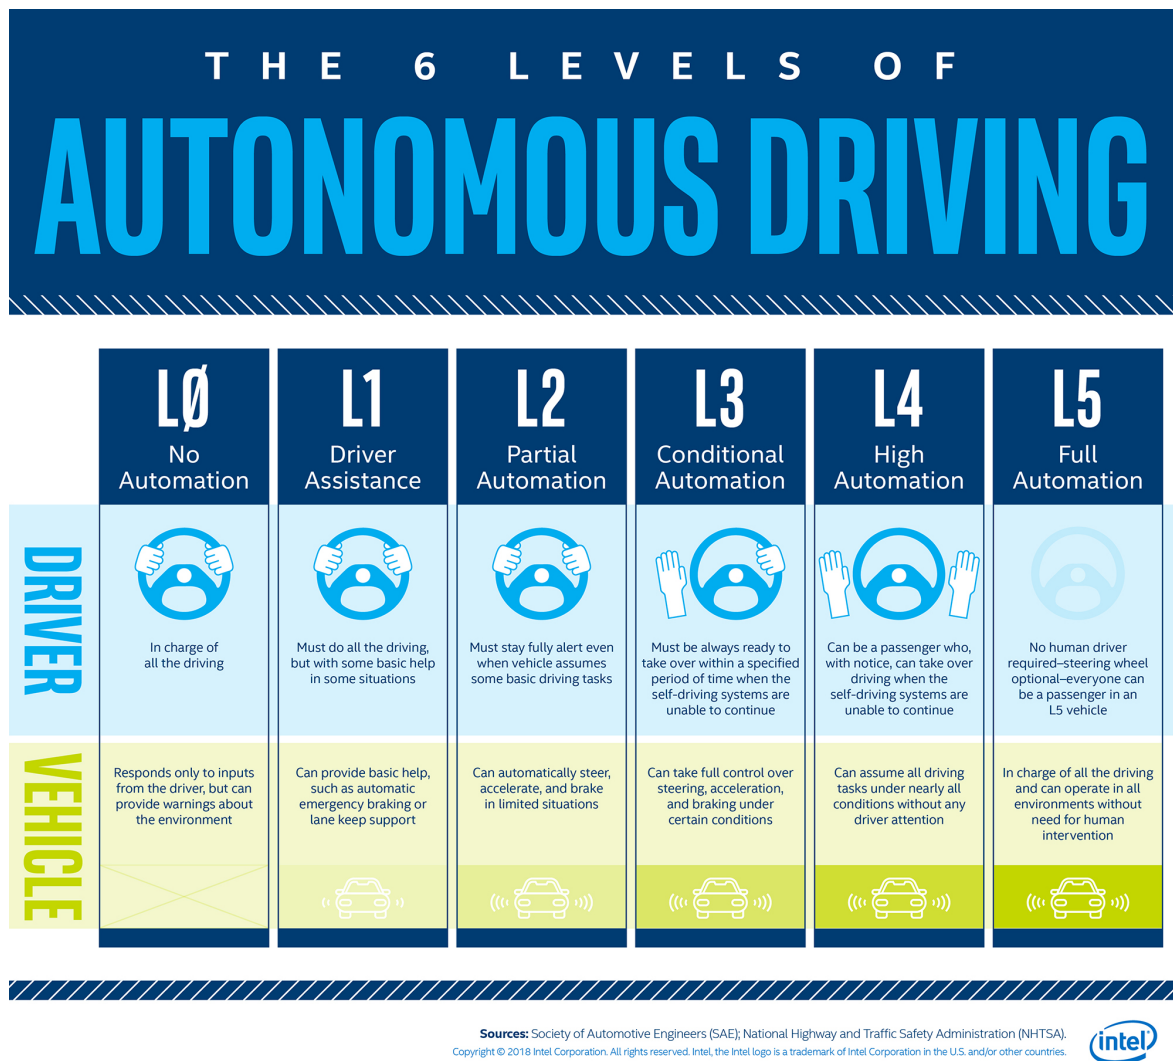 THE 6 LEVELS OF
AUTONOMOUS DRIVING
LØ
No
Automation
L1
Driver
Assistance
L2
Partial
Automation
L3
Conditional
Automation
L4
High
Automation
L5
Full
Automation
DRIVER
In charge of
all the driving
Must do all the driving,
but with some basic help
in some situations
Must stay fully alert even
when vehicle assumes
some basic driving tasks
Must be always ready to
take over within a specified
period of time when the
self-driving systems are
unable to continue
Can be a passenger who,
with notice, can take over
driving when the
self-driving systems are
unable to continue
No human driver
required–steering wheel
optional–everyone can
be a passenger in an
L5 vehicle
VEHICLE
Responds only to inputs
from the driver, but can
provide warnings about
the environment
Can provide basic help,
such as automatic
emergency braking or
lane keep support
Can automatically steer,
accelerate, and brake
in limited situations
Can take full control over
steering, acceleration,
and braking under
certain conditions
Can assume all driving
tasks under nearly all
conditions without any
driver attention
In charge of all the driving
and can operate in all
environments without
need for human
intervention
Sources: Society of Automotive Engineers (SAE); National Highway and Traffic Safety Administration (NHTSA).
Copyright © 2018 Intel Corporation. All rights reserved. Intel, the Intel logo is a trademark of Intel Corporation in the U.S. and/or other countries.
intel